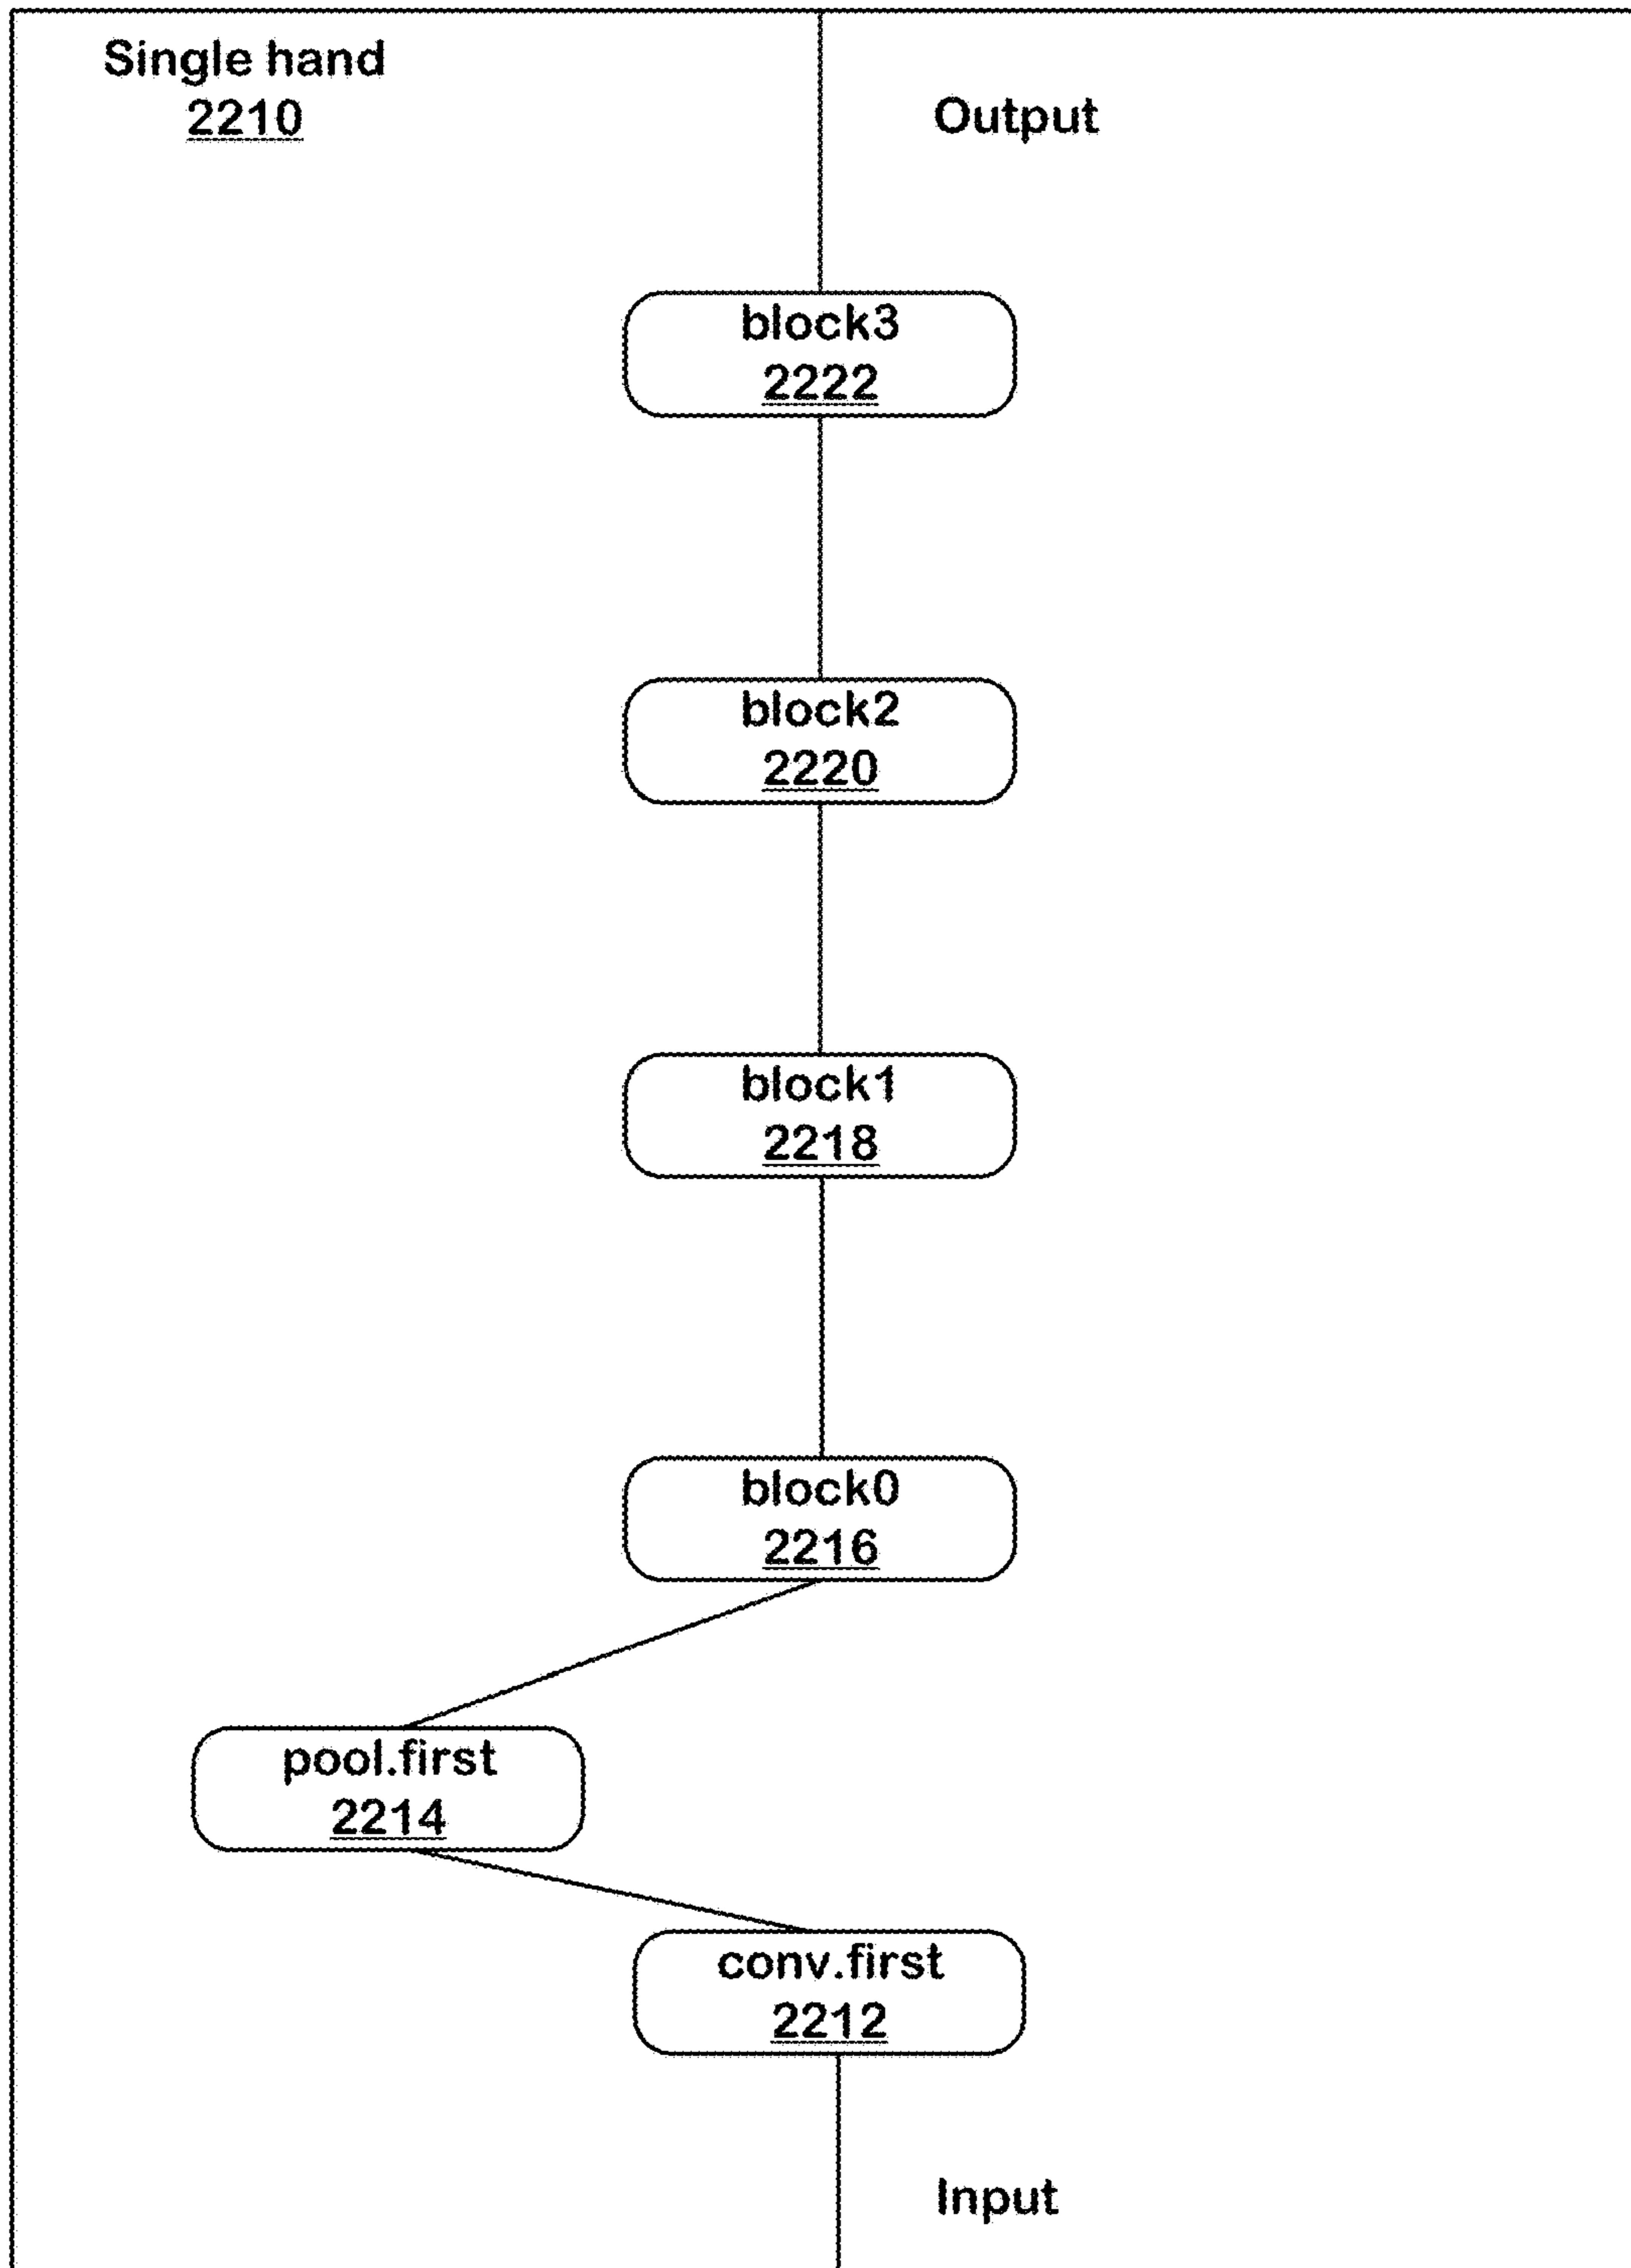 Single hand
2210
Output
block3
2222
block2
2220
block1
2218
block0
2216
pool.first
2214
conv.first
2212
Input